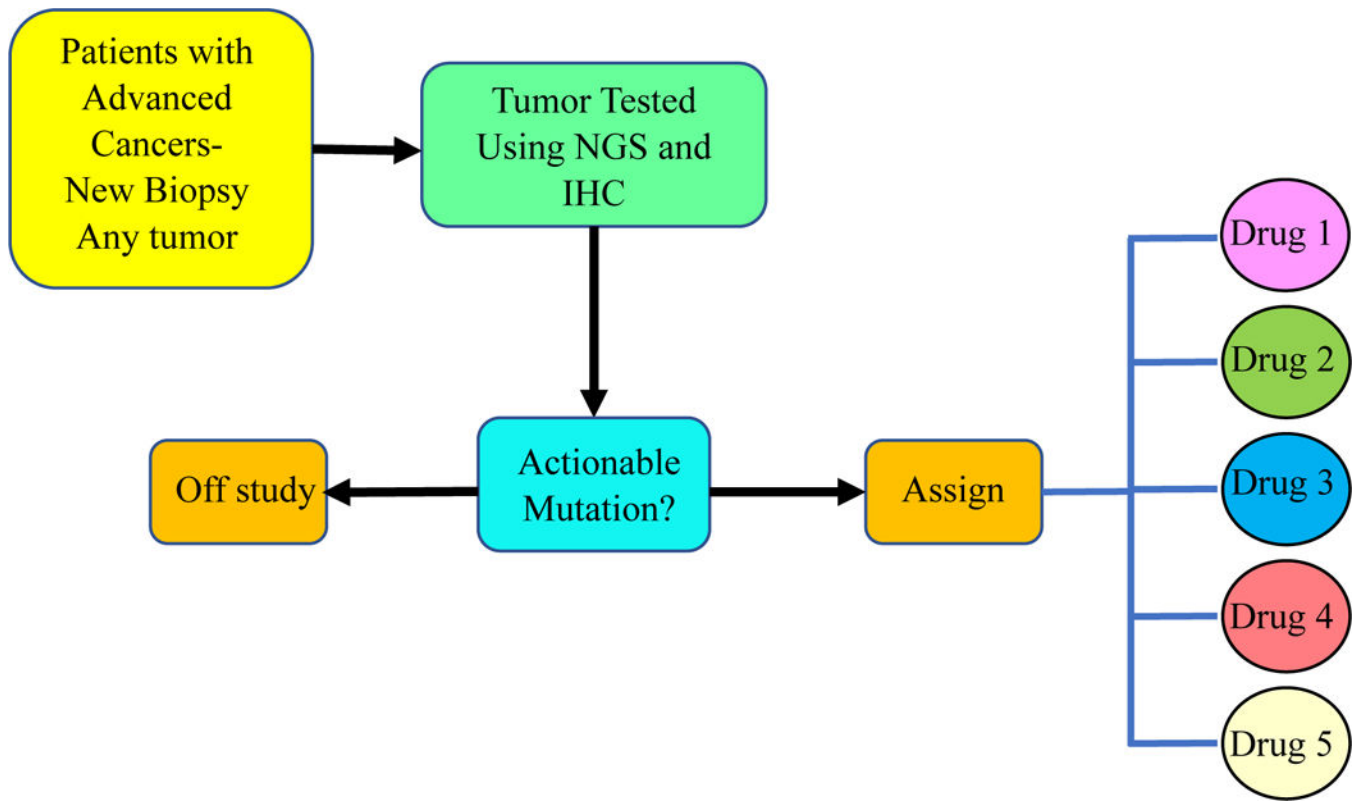 Patients with
Advanced
Cancers-
New Biopsy
Any tumor
Tumor Tested
Using NGS and
IHC
Actionable
Mutation?
Off study
Assign
Drug 1
Drug 2
Drug 3
Drug 4
Drug 5